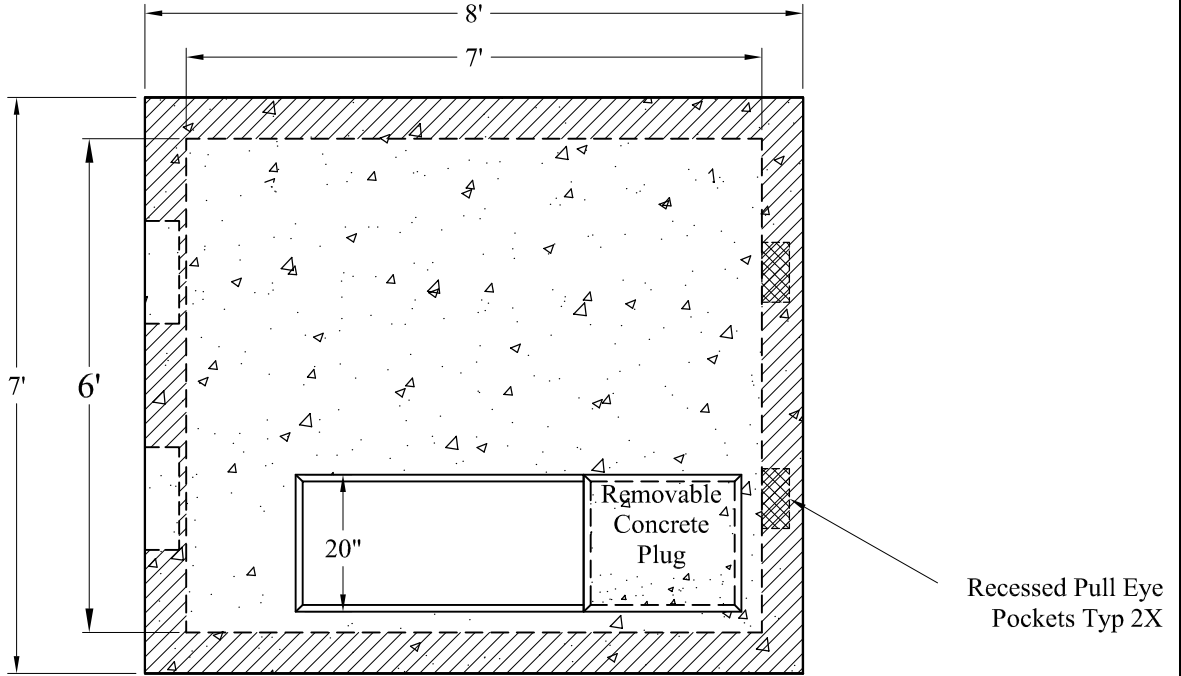 8'
7'
7'
6'
Removable
Concrete
Plug
20"
Recessed Pull Eye
Pockets Typ 2X